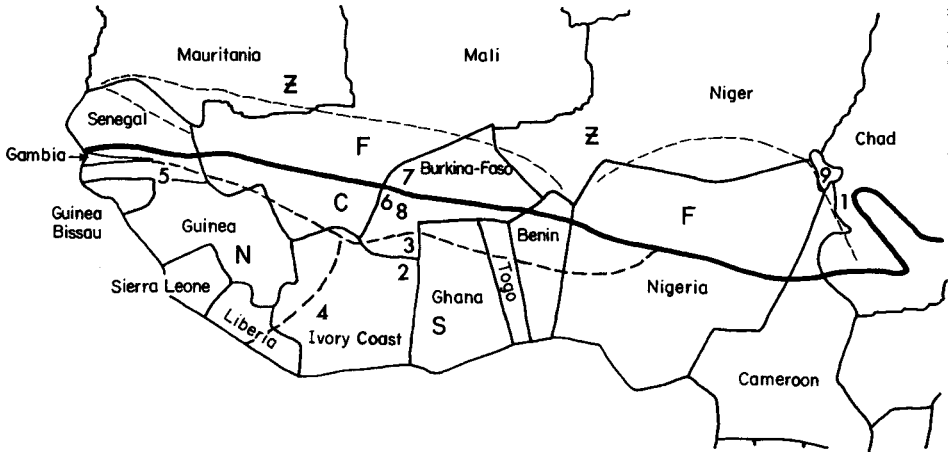 Mauritania
Mali
Ƶ
Niger
Senegal
Chad
F
Ƶ
Gambia
7
Burkina-Faso
9
5
6
8
1
C
F
Guinea
Bissau
Guinea
N
3
Benin
2
Sierra Leone
Togo
Nigeria
Ghana
4
Liberia
Ivory Coast
S
Cameroon